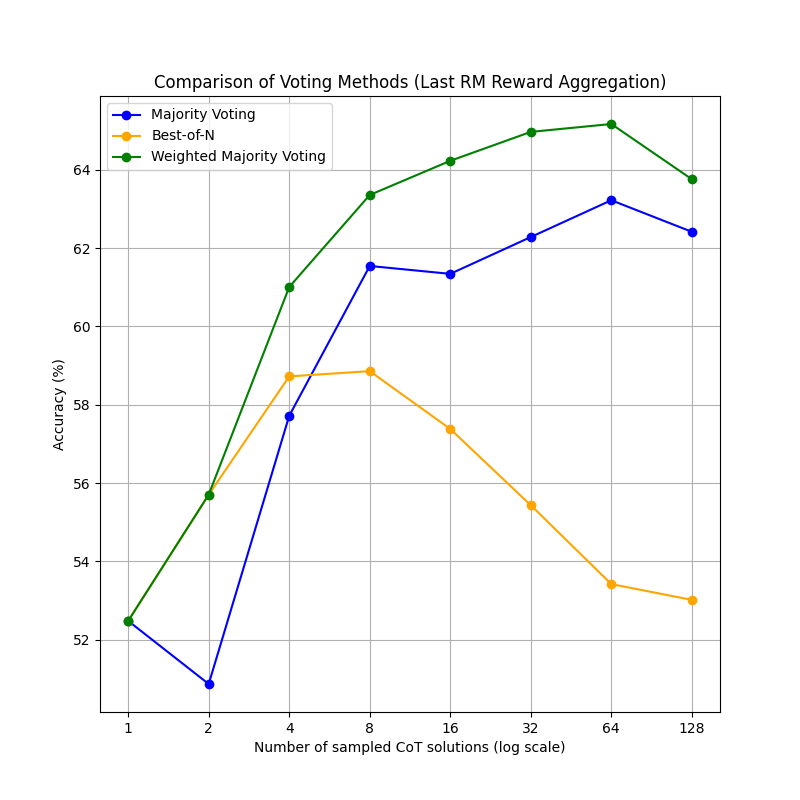 Comparison of Voting Methods (Last RM Reward Aggregation)
Majority Voting
Best-of-N
Weighted Majority Voting
64
62
60
58
56
54
52
Accuracy (%)
1 2 4 8 16 32 64 128
Number of sampled CoT solutions (log scale)